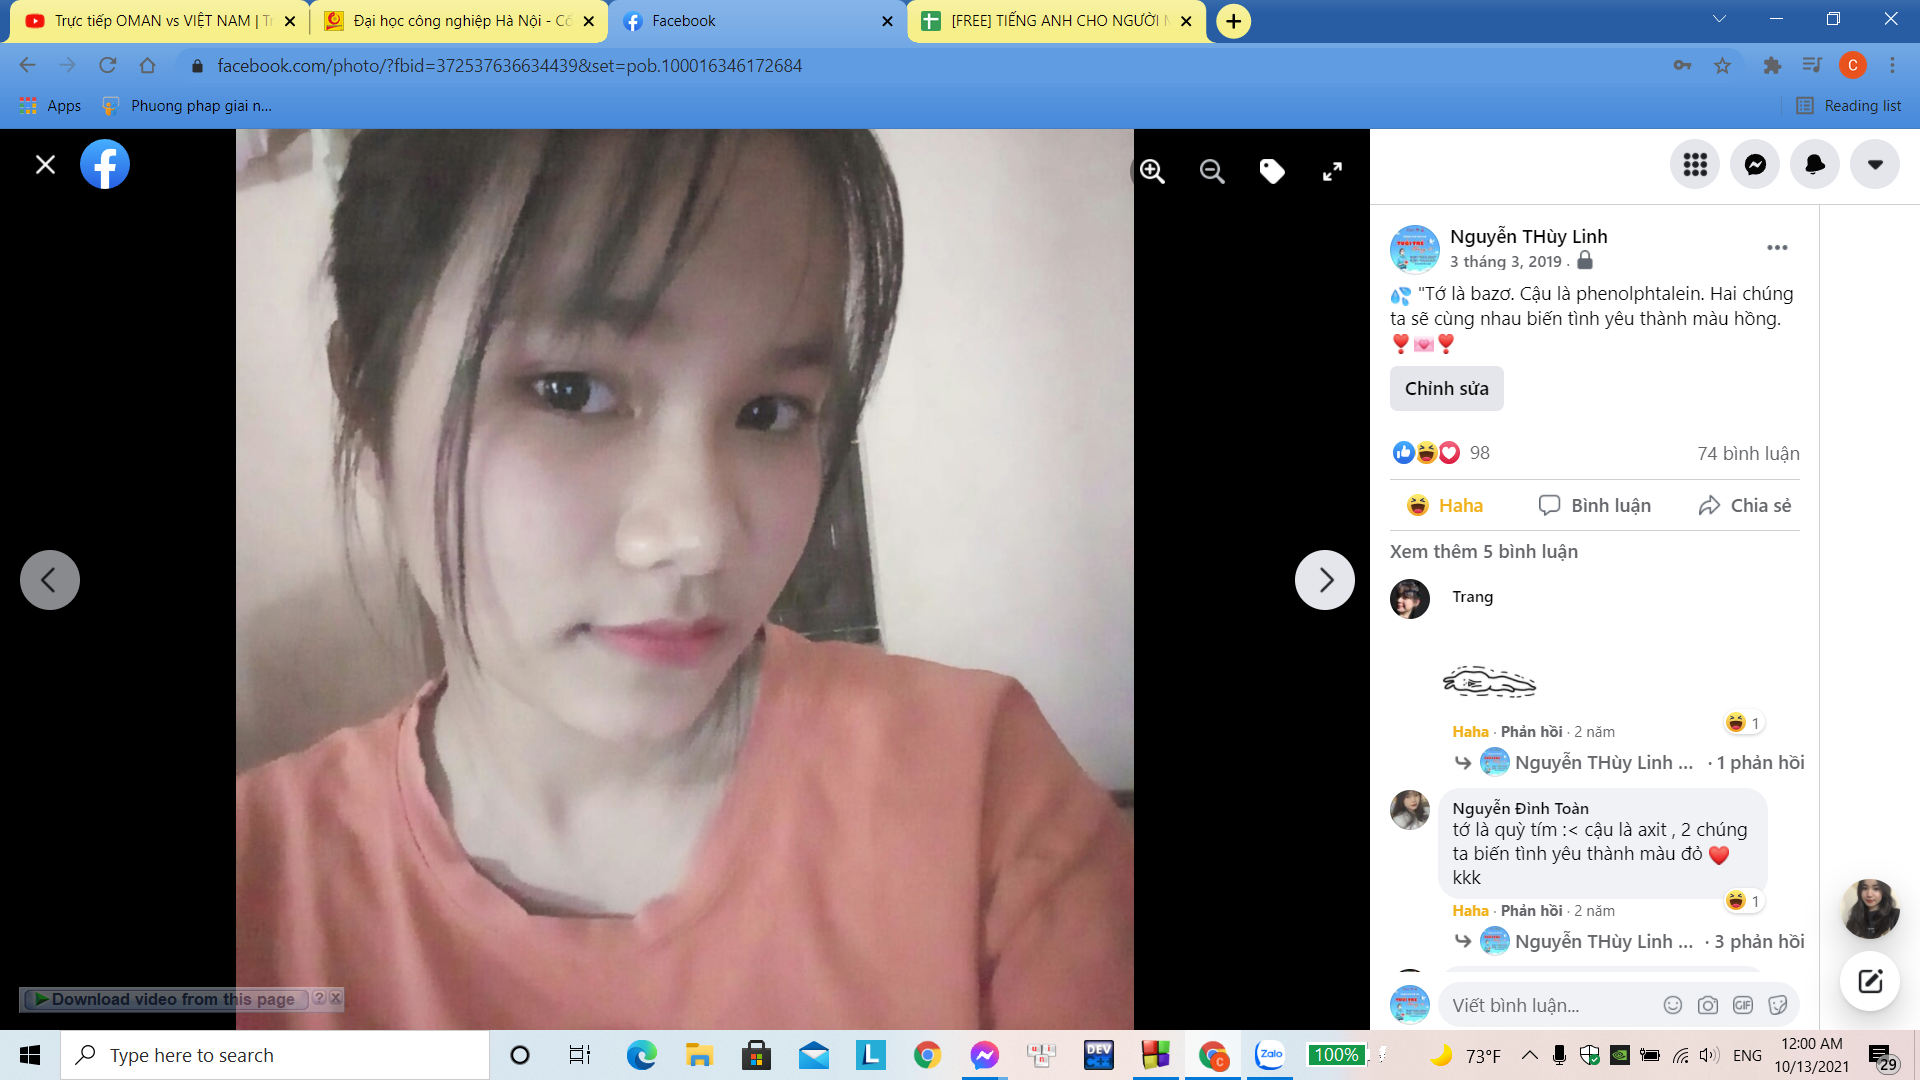 Trực tiếp OMAN vs VIỆT NAM | Tr
Đại học công nghiệp Hà Nội - Cổ
Facebook
[FREE] TIẾNG ANH CHO NGƯỜI M
facebook.com/photo/?fbid=372537636634439&set=pob.100016346172684
C
Apps
Phuong phap giai n...
Reading list
Nguyễn THùy Linh
3 tháng 3, 2019 ·
"Tớ là bazơ. Cậu là phenolphtalein. Hai chúng
ta sẽ cùng nhau biến tình yêu thành màu hồng.
Chỉnh sửa
98
74 bình luận
Haha
Bình luận
Chia sẻ
Xem thêm 5 bình luận
Trang
Haha · Phản hồi · 2 năm
1
Nguyễn THùy Linh ... · 1 phản hồi
Nguyễn Đình Toàn
tớ là quỳ tím :< cậu là axit , 2 chúng
ta biến tình yêu thành màu đỏ
kkk
Haha · Phản hồi · 2 năm
1
Nguyễn THùy Linh ... · 3 phản hồi
Viết bình luận...
GIF
Download video from this page
?
Type here to search
L
DEV
C
Zalo
100%
73°F
ENG
12:00 AM
10/13/2021
29